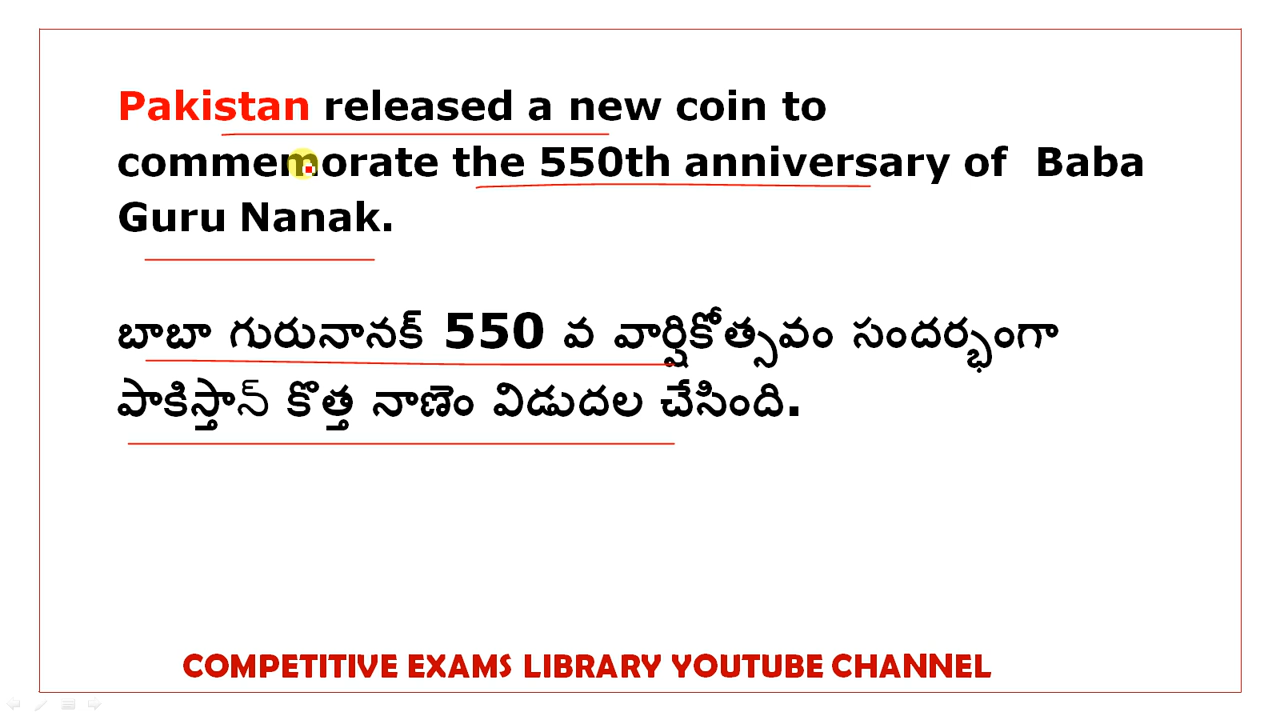 Pakistan released a new coin to
commemorate the 550th anniversary of Baba
Guru Nanak.
బాబా గురునానక్ 550 వ వార్షికోత్సవం సందర్భంగా
పాకిస్తాన్ కొత్త నాణెం విడుదల చేసింది.
COMPETITIVE EXAMS LIBRARY YOUTUBE CHANNEL